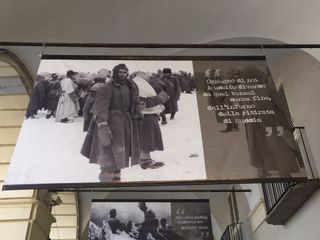 “
Ognuno di noi
è uscito diverso
da quel tunnel
senza fine,
dall'inferno
della ritirata
di Russia
”
“